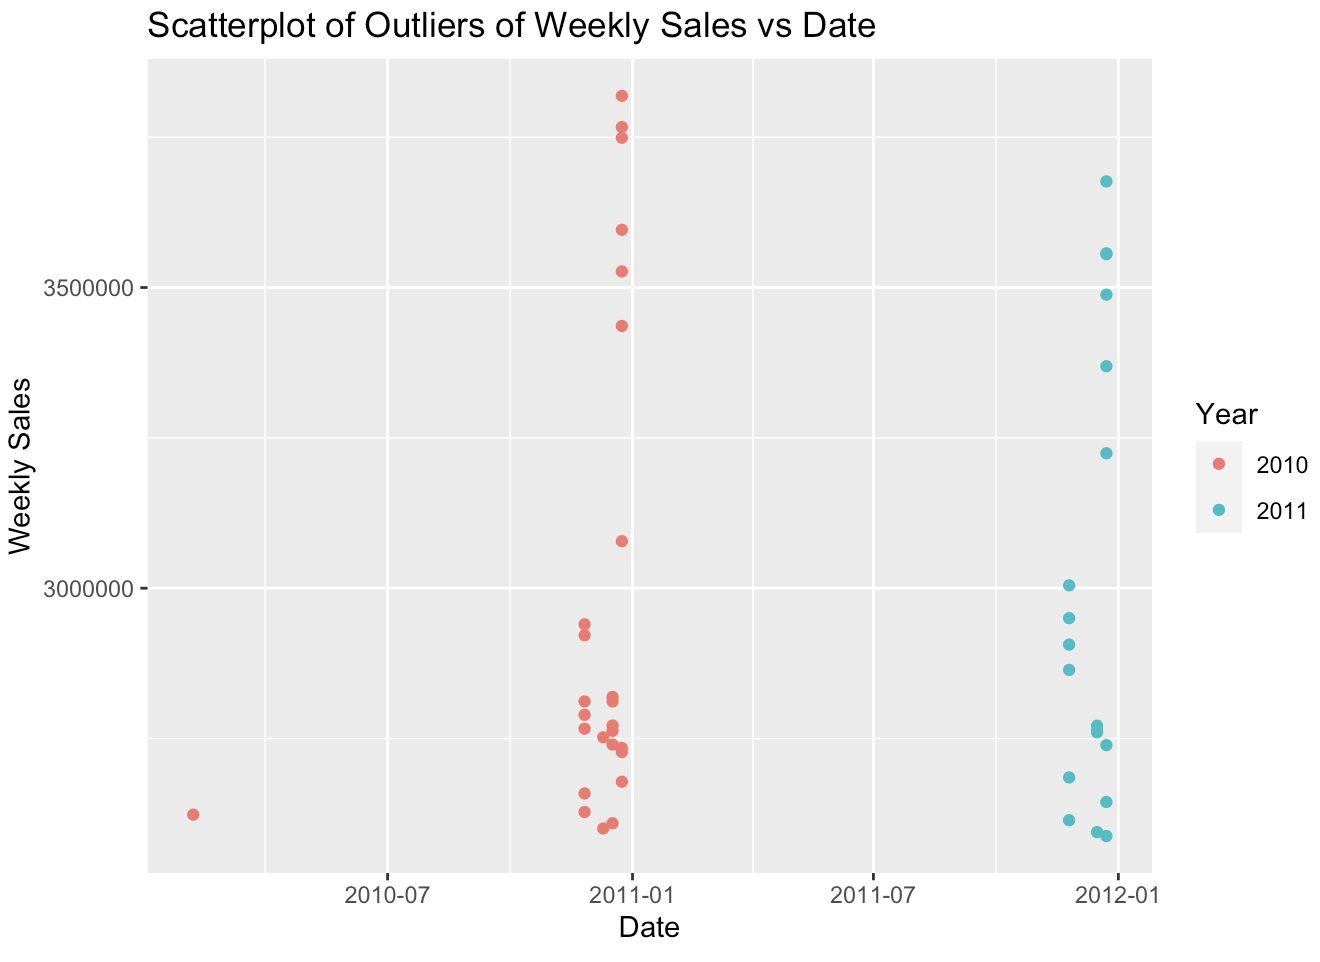 Scatterplot of Outliers of Weekly Sales vs Date
Weekly Sales
3500000
3000000
2010-07
2011-01
2011-07
2012-01
Date
Year
2010
2011